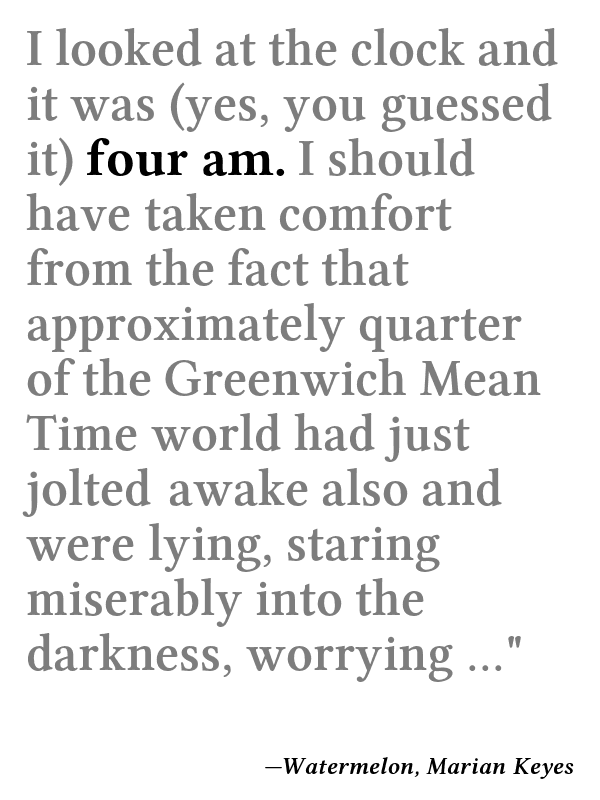 I looked at the clock and
it was (yes, you guessed
it) four am. I should
have taken comfort
from the fact that
approximately quarter
of the Greenwich Mean
Time world had just
jolted awake also and
were lying, staring
miserably into the
darkness, worrying ..."
—Watermelon, Marian Keyes